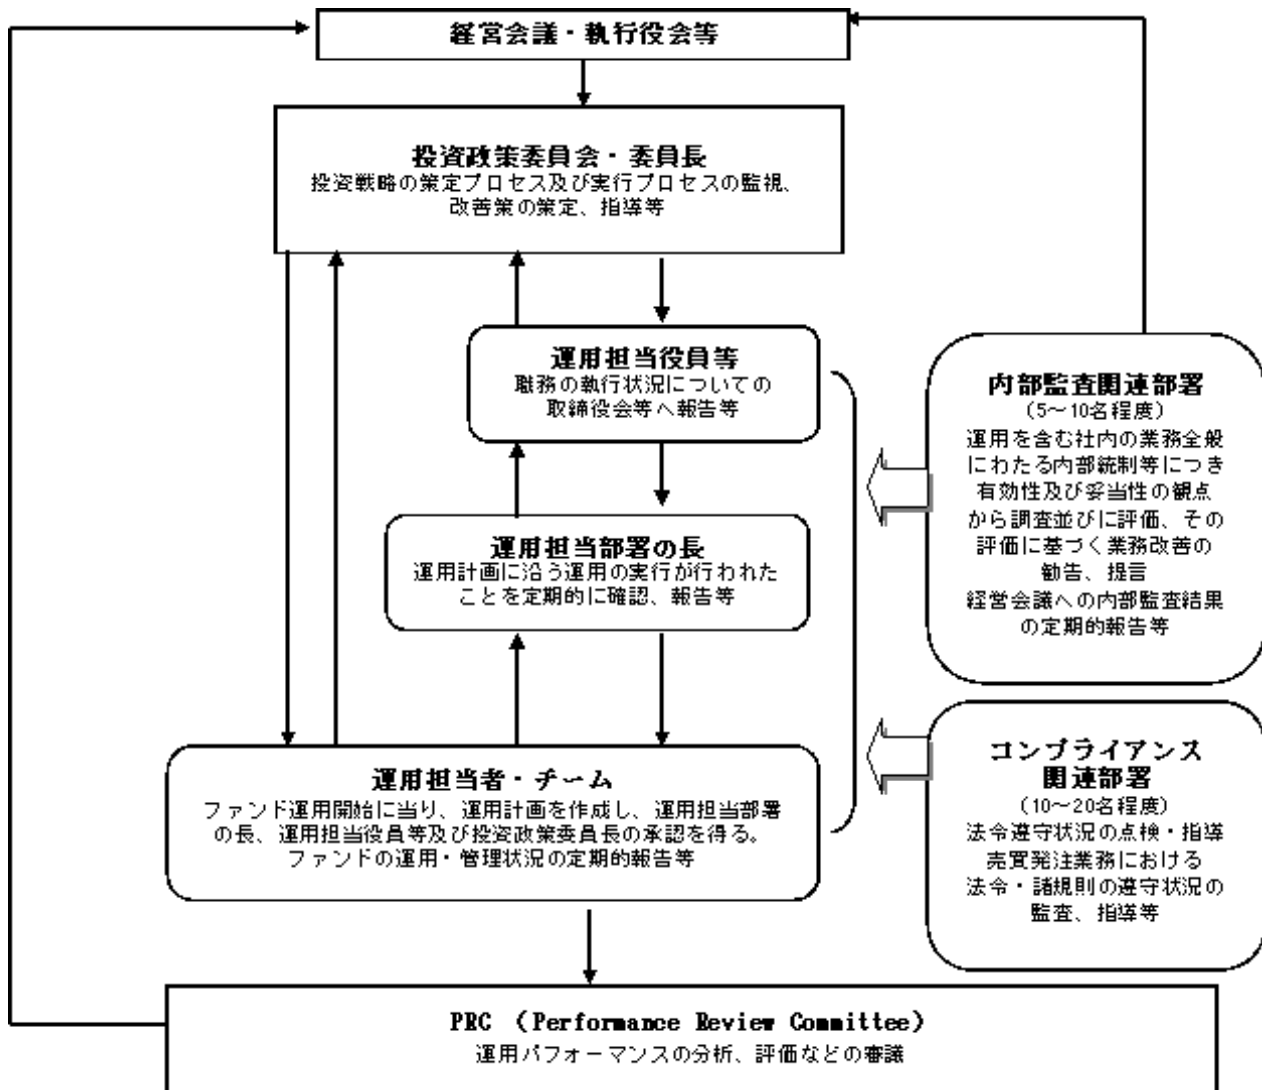 経営会議・執行役会等
投資政策委員会・委員長
投資戦略の策定プロセス及び実行プロセスの監視、
改善策の策定、指導等
運用担当役員等
職務の執行状況についての
取締役会等へ報告等
運用担当部署の長
運用計画に沿う運用の実行が行われた
ことを定期的に確認、報告等
運用担当者・チーム
ファンド運用開始に当り、運用計画を作成し、運用担当部署
の長、運用担当役員等及び投資政策委員長の承認を得る。
ファンドの運用・管理状況の定期的報告等
内部監査関連部署
（5～10名程度）
運用を含む社内の業務全般
にわたる内部統制等につき
有効性及び妥当性の観点
から調査並びに評価、その
評価に基づく業務改善の
勧告、提言
経営会議への内部監査結果
の定期的報告等
コンプライアンス
関連部署
（10～20名程度）
法令遵守状況の点検・指導
売買発注業務における
法令・諸規則の遵守状況の
監査、指導等
PRC （Performance Review Committee）
運用パフォーマンスの分析、評価などの審議